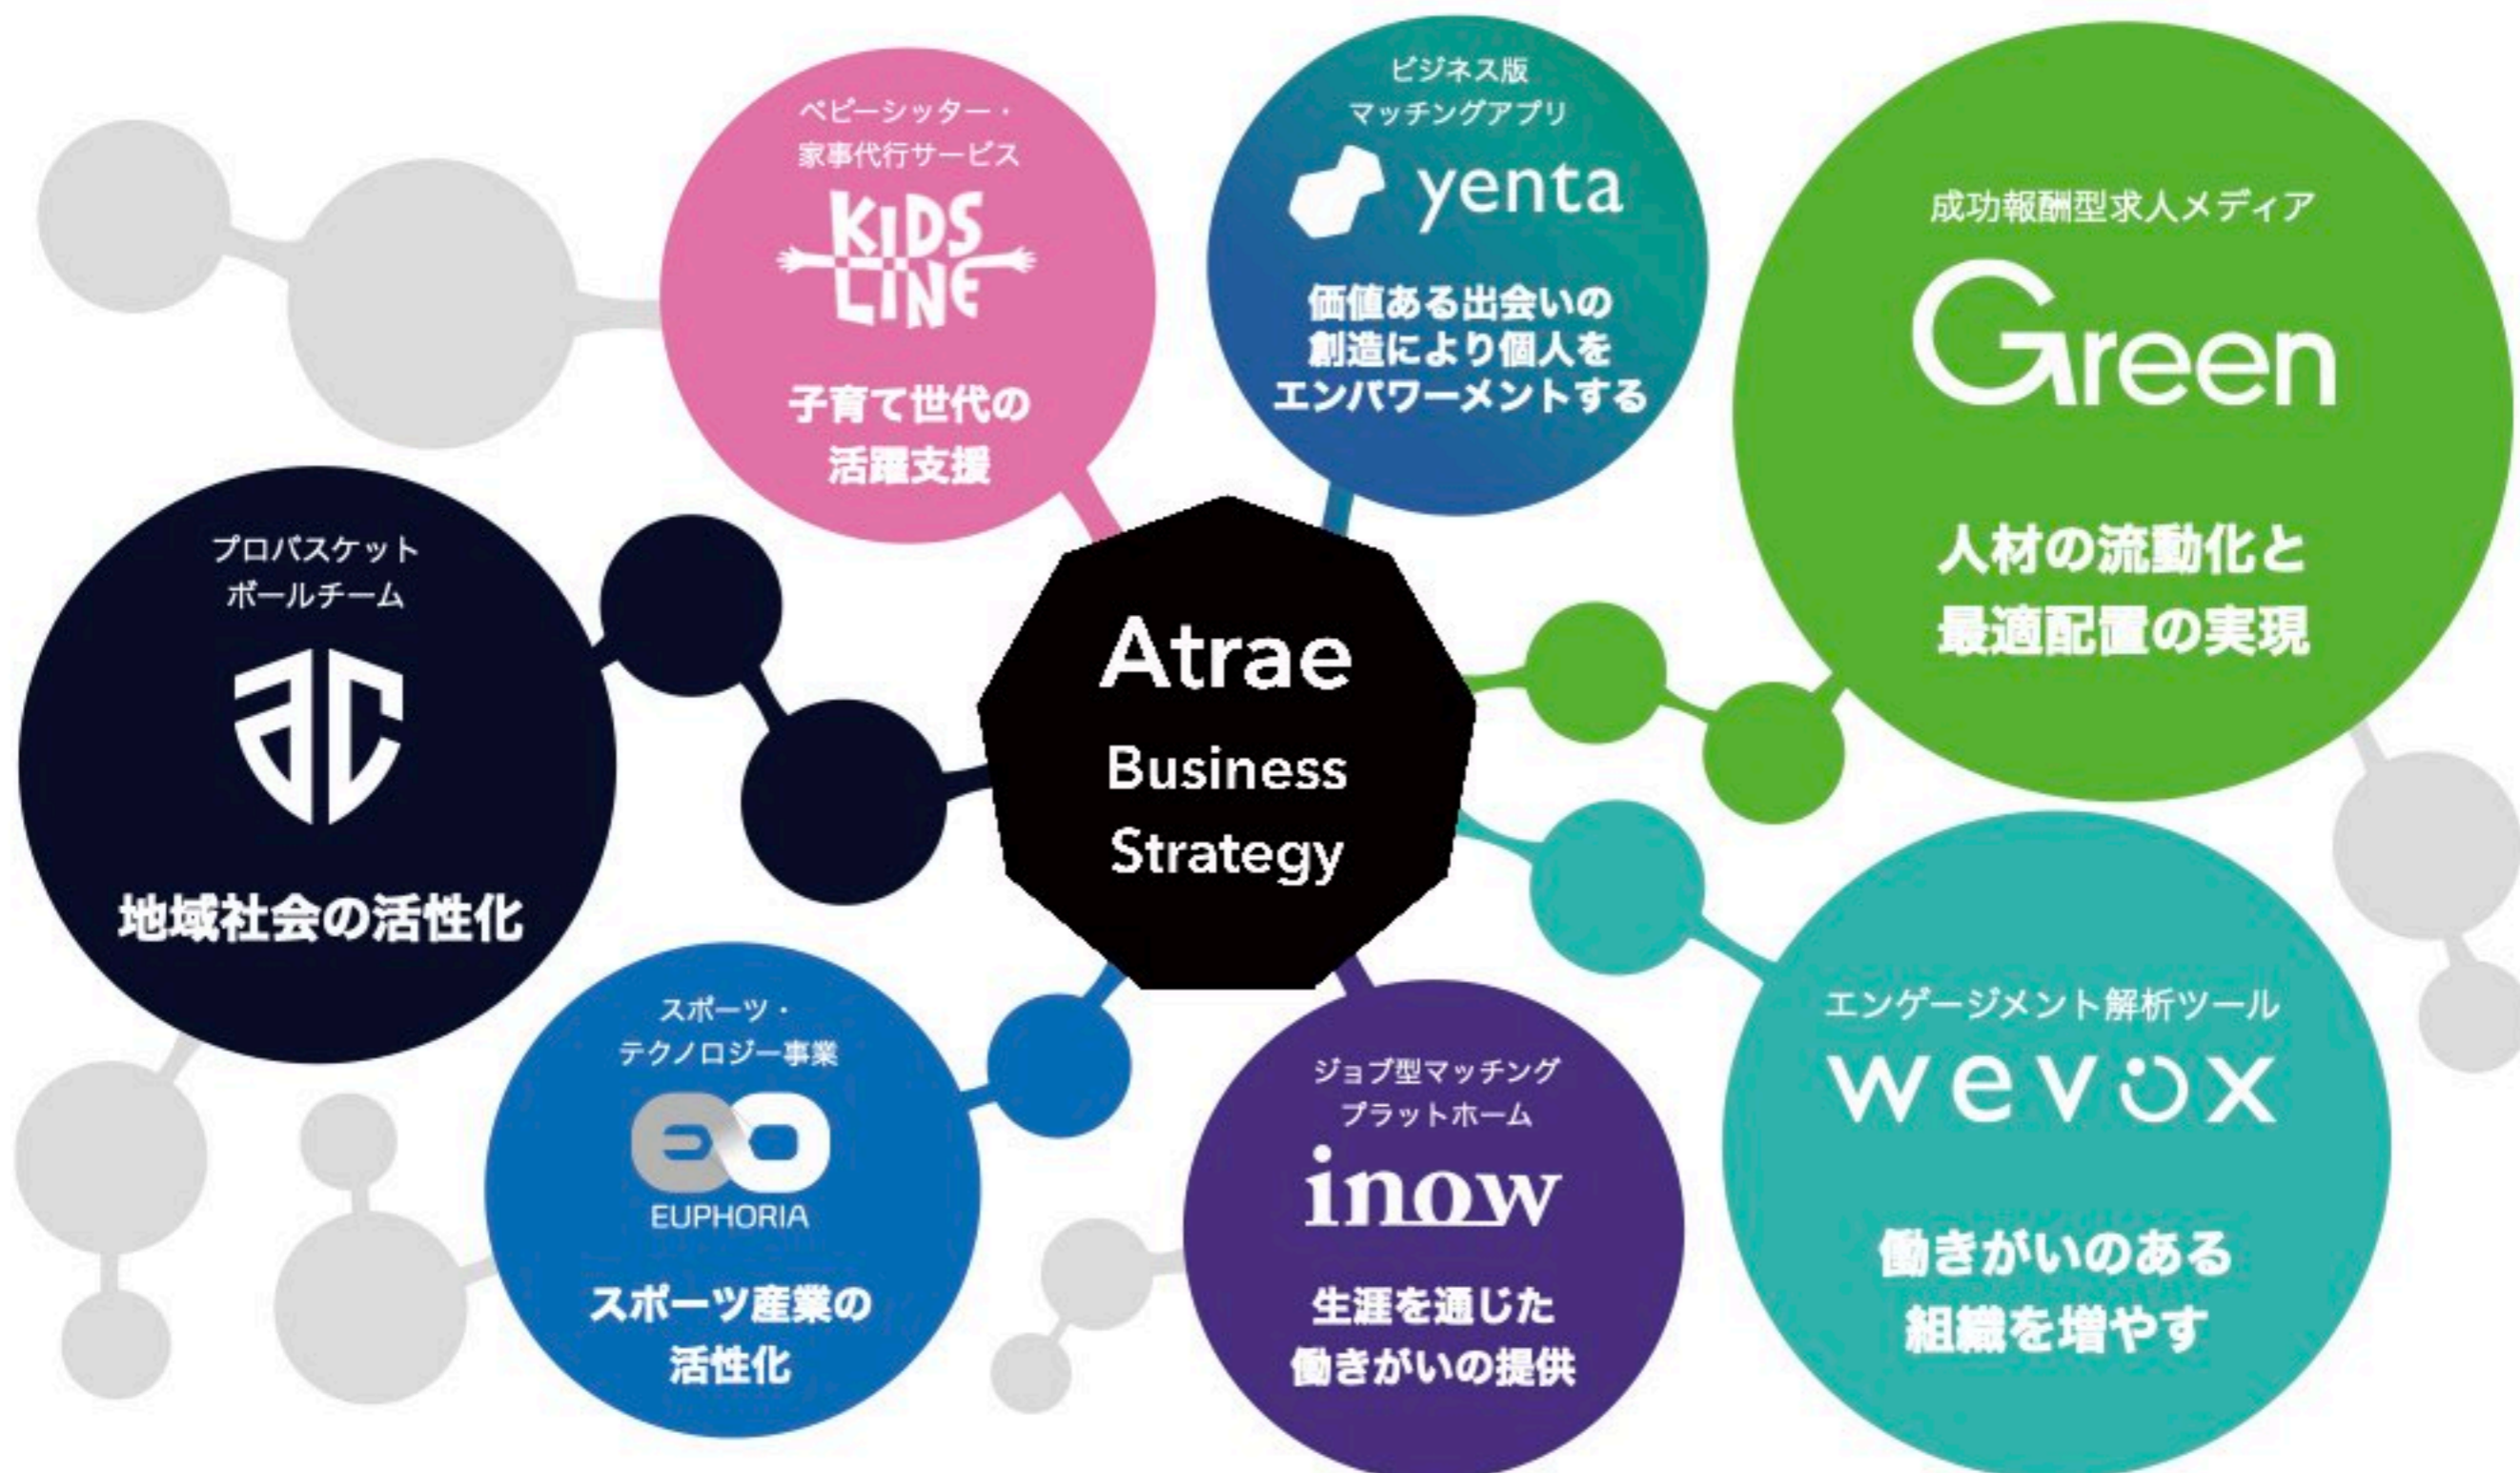 ベビーシッター・
家事代行サービス
KIDS
LINE
子育て世代の
活躍支援
ビジネス版
マッチングアプリ
yenta
価値ある出会いの
創造により個人を
エンパワーメントする
成功報酬型求人メディア
Green
人材の流動化と
最適配置の実現
プロバスケット
ボールチーム
地域社会の活性化
Atrae
Business
Strategy
スポーツ・
テクノロジー事業
EUPHORIA
スポーツ産業の
活性化
ジョブ型マッチング
プラットホーム
inow
生涯を通じた
働きがいの提供
エンゲージメント解析ツール
wevox
働きがいのある
組織を増やす